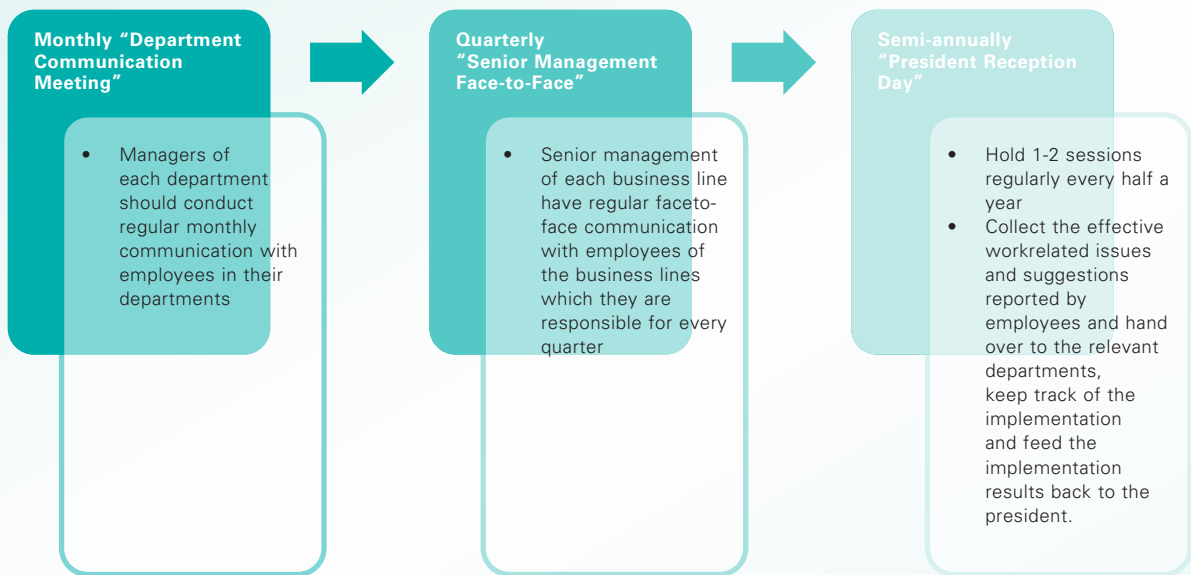 Monthly “Department
Communication
Meeting”
• Managers of
each department
should conduct
regular monthly
communication with
employees in their
departments
Quarterly
“Senior Management
Face-to-Face”
• Senior management
of each business line
have regular faceto-
face communication
with employees of
the business lines
which they are
responsible for every
quarter
Semi-annually
“President Reception
Day”
• Hold 1-2 sessions
regularly every half a
year
• Collect the effective
workrelated issues
and suggestions
reported by
employees and hand
over to the relevant
departments,
keep track of the
implementation
and feed the
implementation
results back to the
president.